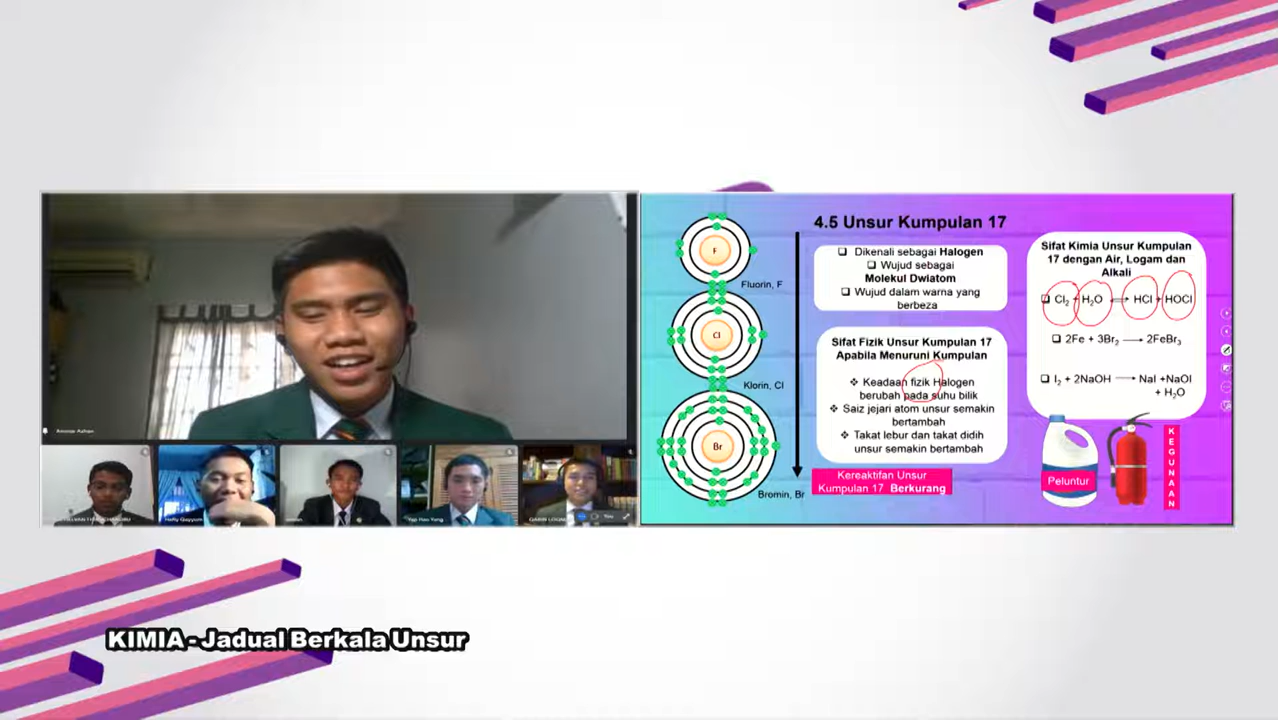 4.5 Unsur Kumpulan 17
F
Fluorin, F
Cl
Klorin, Cl
Br
Bromin, Br
❑ Dikenali sebagai Halogen
❑ Wujud sebagai
Molekul Dwiatom
❑ Wujud dalam warna yang
berbeza
Sifat Fizik Unsur Kumpulan 17
Apabila Menuruni Kumpulan
❖ Keadaan fizik Halogen
berubah pada suhu bilik
❖ Saiz jejari atom unsur semakin
bertambah
❖ Takat lebur dan takat didih
unsur semakin bertambah
Kereaktifan Unsur
Kumpulan 17 Berkurang
Sifat Kimia Unsur Kumpulan
17 dengan Air, Logam dan
Alkali
❑ Cl₂ + H₂O ⇌ HCl + HOCl
❑ 2Fe + 3Br₂ → 2FeBr₃
❑ I₂ + 2NaOH → NaI +NaOI
+ H₂O
Peluntur
KEGUNAAN
Yap Hao Yong
You
KIMIA - Jadual Berkala Unsur